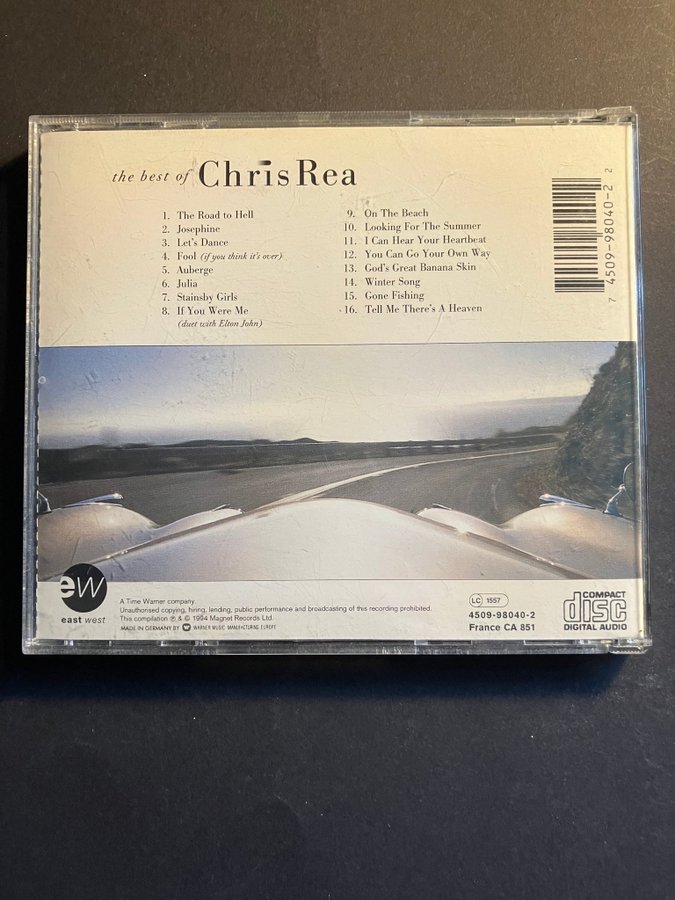 the best of Chris Rea
1. The Road to Hell
2. Josephine
3. Let's Dance
4. Fool (if you think it's over)
5. Auberge
6. Julia
7. Stainsby Girls
8. If You Were Me
(duet with Elton John)
9. On The Beach
10. Looking For The Summer
11. I Can Hear Your Heartbeat
12. You Can Go Your Own Way
13. God's Great Banana Skin
14. Winter Song
15. Gone Fishing
16. Tell Me There's A Heaven
7 4509-98040-2 2
ew
east west
A Time Warner company.
Unauthorised copying, hiring, lending, public performance and broadcasting of this recording prohibited.
This compilation ℗ & © 1994 Magnet Records Ltd.
MADE IN GERMANY BY WARNER MUSIC MANUFACTURING EUROPE
LC 1557
4509-98040-2
France CA 851
COMPACT
disc
DIGITAL AUDIO